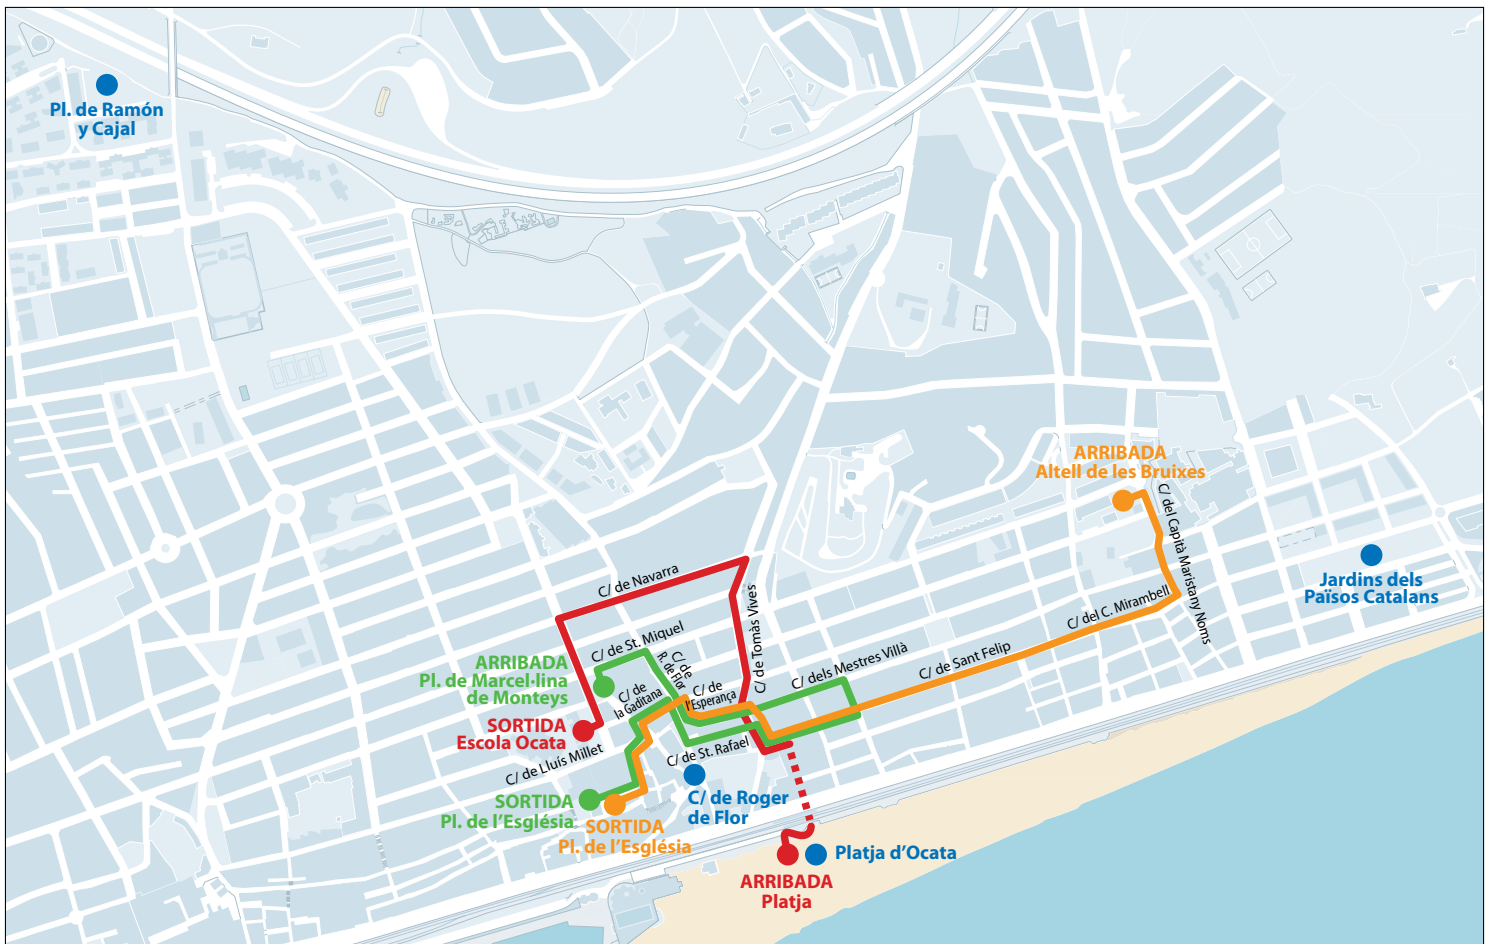 Pl. de Ramón
y Cajal
ARRIBADA
Altell de les Bruixes
C/ del Capità Maristany Noms
Jardins dels
Països Catalans
C/ de Navarra
C/ de Tomàs Vives
C/ del C. Mirambell
C/ de St. Miquel
C/ de
R. de Flor
C/ dels Mestres Villà
C/ de Sant Felip
ARRIBADA
Pl. de Marcel·lina
de Monteys
C/ de
la Gaditana
C/ de
l'Esperança
SORTIDA
Escola Ocata
C/ de Lluís Millet
C/ de St. Rafael
SORTIDA
Pl. de l'Església
SORTIDA
Pl. de l'Església
C/ de Roger
de Flor
Platja d'Ocata
ARRIBADA
Platja